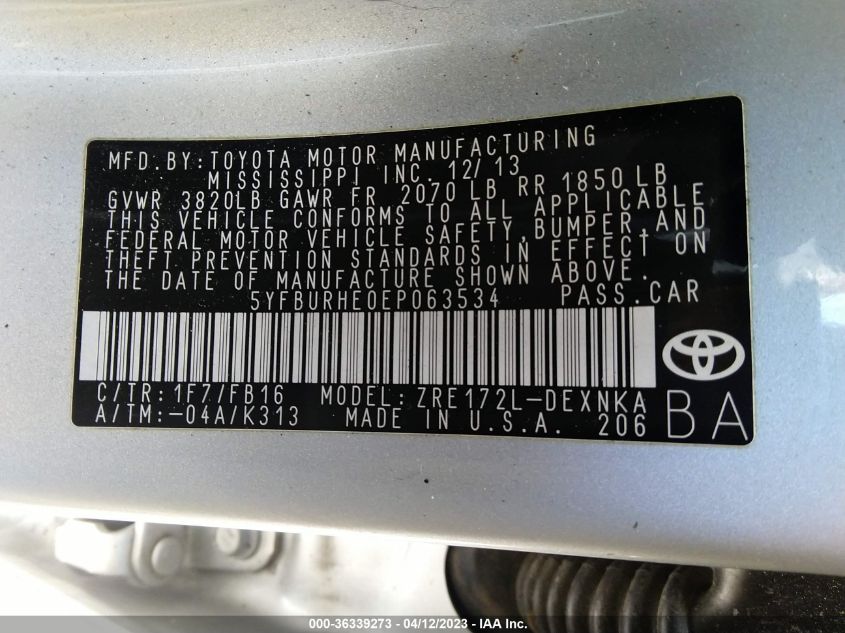 MFD. BY: TOYOTA MOTOR MANUFACTURING
MISSISSIPPI INC. 12/13
GVWR 3820LB GAWR FR 2070 LB RR 1850 LB
THIS VEHICLE CONFORMS TO ALL APPLICABLE
FEDERAL MOTOR VEHICLE SAFETY, BUMPER, AND
THEFT PREVENTION STANDARDS IN EFFECT ON
THE DATE OF MANUFACTURE SHOWN ABOVE.
5YFBURHE0EP063534 PASS. CAR
C/TR: 1F7/FB16 MODEL: ZRE172L-DEXNKA
A/TM: -04A/K313 MADE IN U.S.A. 206
BA
000-36339273 - 04/12/2023 - IAA Inc.